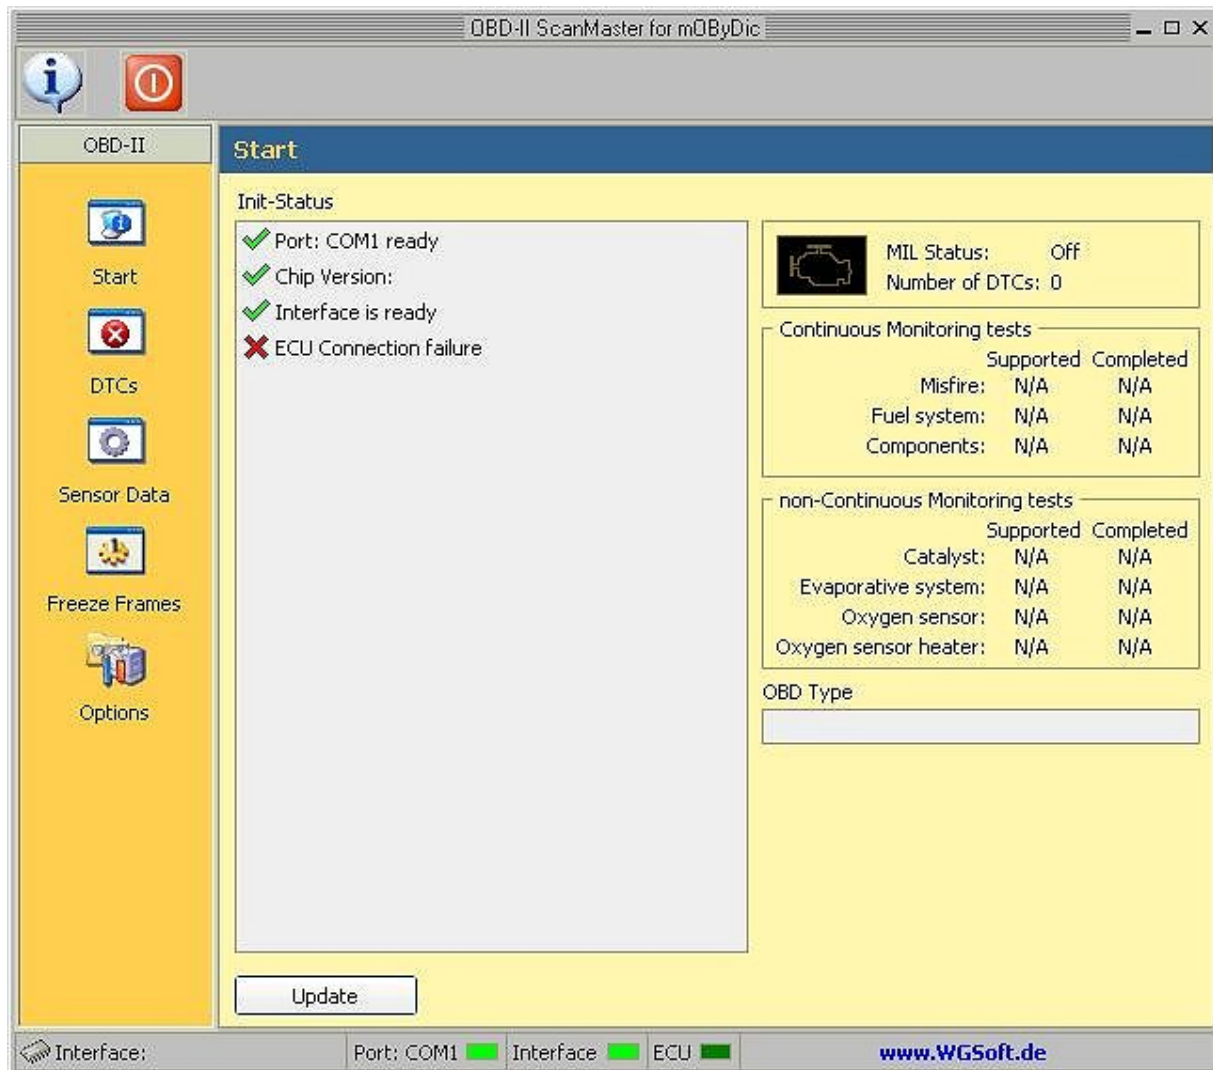 OBD-II ScanMaster for mOByDic
OBD-II
Start
DTCs
Sensor Data
Freeze Frames
Options
Start
Init-Status
Port: COM1 ready
Chip Version:
Interface is ready
ECU Connection failure
MIL Status: Off
Number of DTCs: 0
Continuous Monitoring tests
Supported Completed
Misfire: N/A N/A
Fuel system: N/A N/A
Components: N/A N/A
non-Continuous Monitoring tests
Supported Completed
Catalyst: N/A N/A
Evaporative system: N/A N/A
Oxygen sensor: N/A N/A
Oxygen sensor heater: N/A N/A
OBD Type
Update
Interface: Port: COM1 Interface ECU www.WGSoft.de